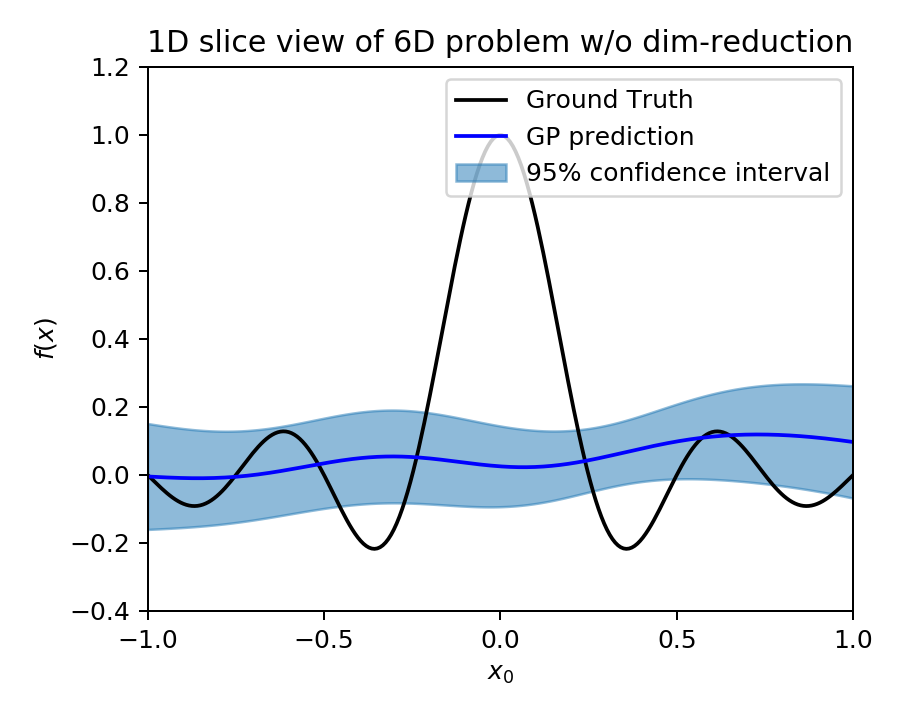 1D slice view of 6D problem w/o dim-reduction
Ground Truth
GP prediction
95% confidence interval
1.2
1.0
0.8
0.6
0.4
0.2
0.0
−0.2
−0.4
f(x)
−1.0 −0.5 0.0 0.5 1.0
x₀